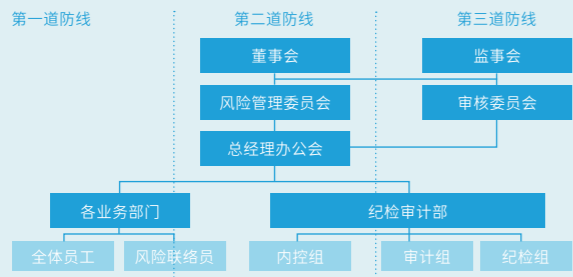 第一道防线
第二道防线
第三道防线
董事会
监事会
风险管理委员会
审核委员会
总经理办公会
各业务部门
纪检审计部
全体员工
风险联络员
内控组
审计组
纪检组